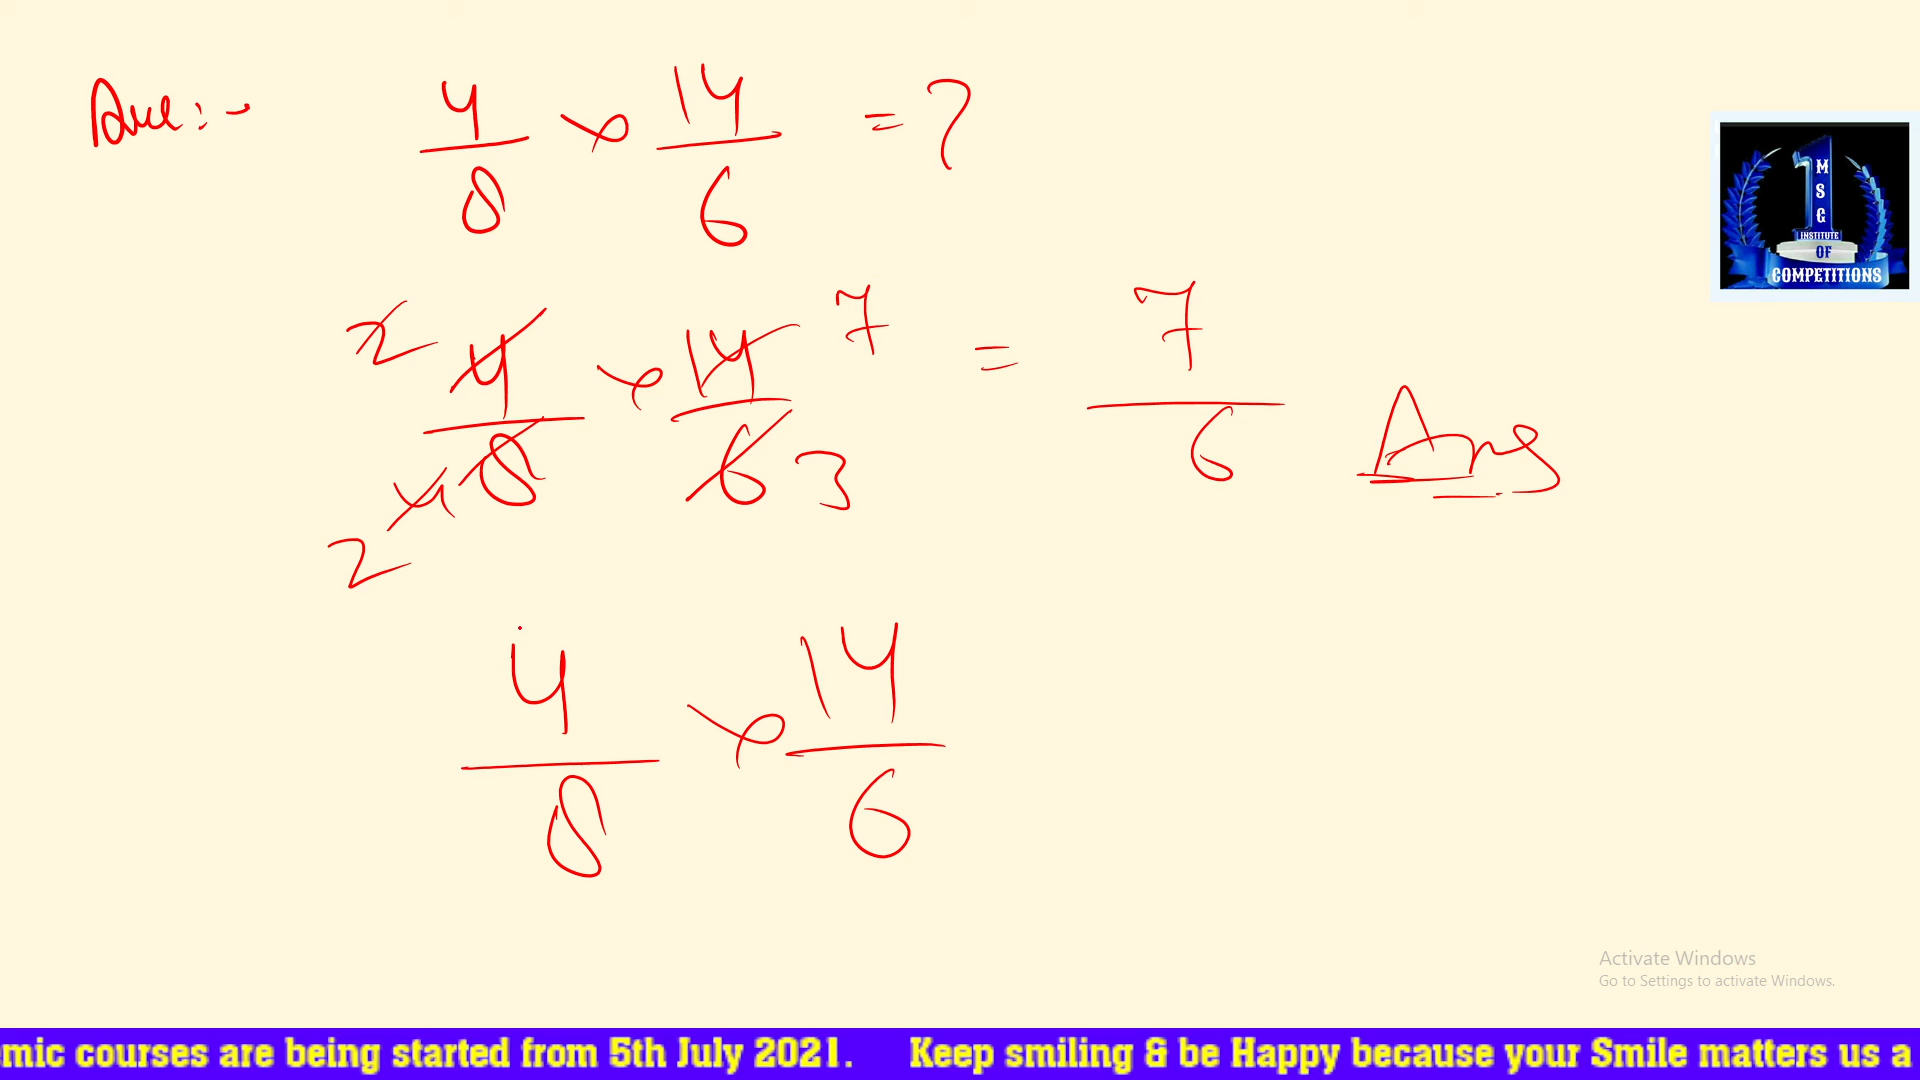 Que:-
4/8 × 14/6 = ?
2 4/8 × 14/6 7 = 7/6 Ans
4 3
2
4/8 × 14/6
1
MSG
INSTITUTE
OF
COMPETITIONS
Activate Windows
Go to Settings to activate Windows.
mic courses are being started from 5th July 2021. Keep smiling & be Happy because your Smile matters us a